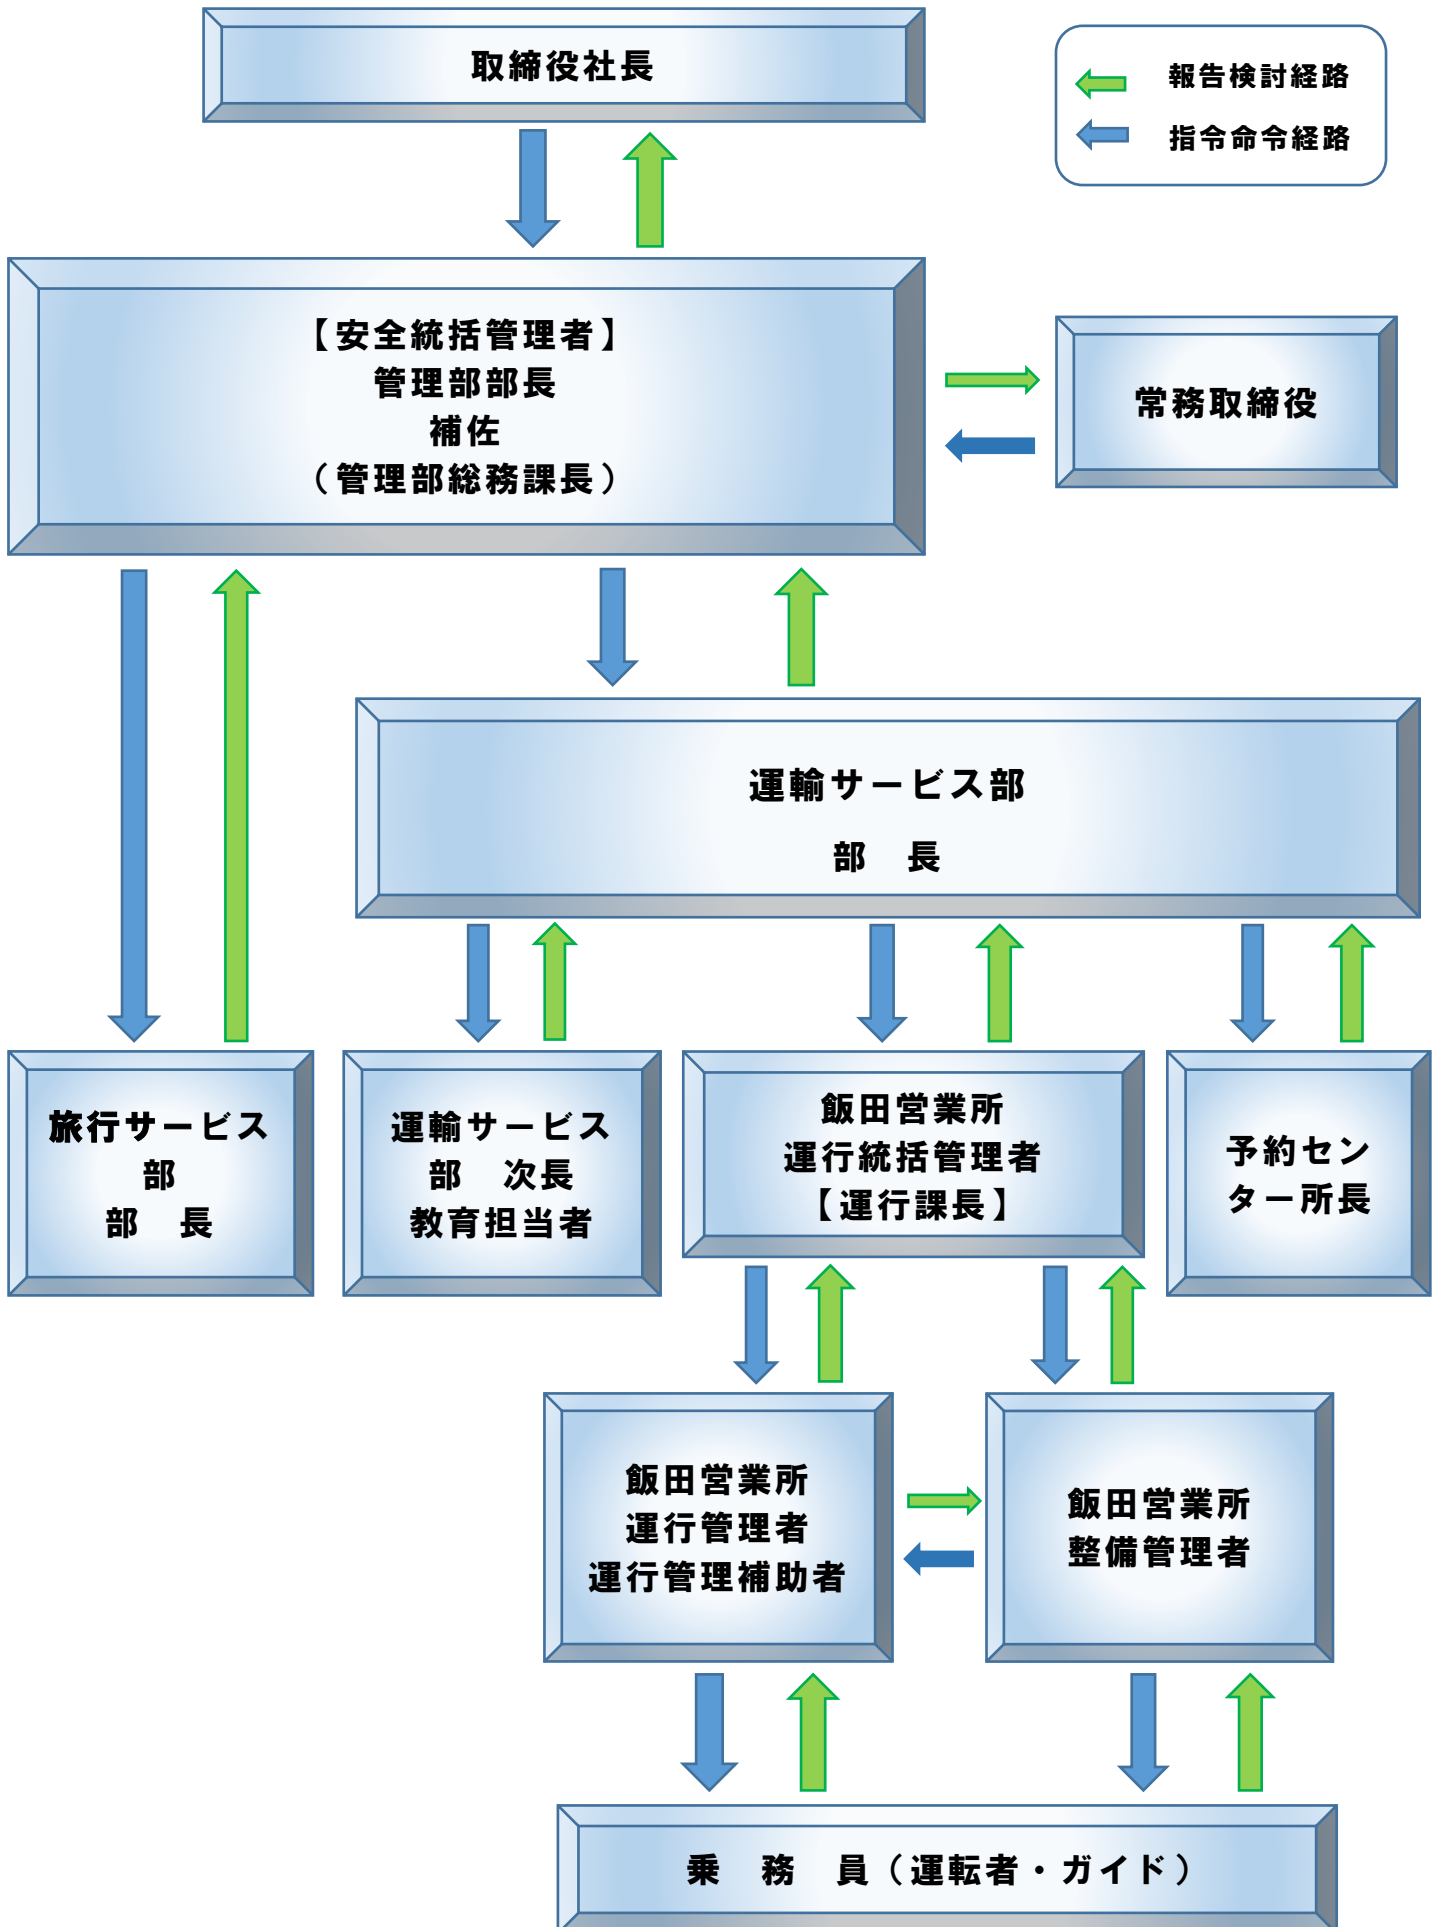 取締役社長
報告検討経路
指令命令経路
【安全統括管理者】
管理部部長
補佐
（管理部総務課長）
常務取締役
運輸サービス部
部　長
旅行サービス
部
部　長
運輸サービス
部　次長
教育担当者
飯田営業所
運行統括管理者
【運行課長】
予約セン
ター所長
飯田営業所
運行管理者
運行管理補助者
飯田営業所
整備管理者
乗　務　員（運転者・ガイド）